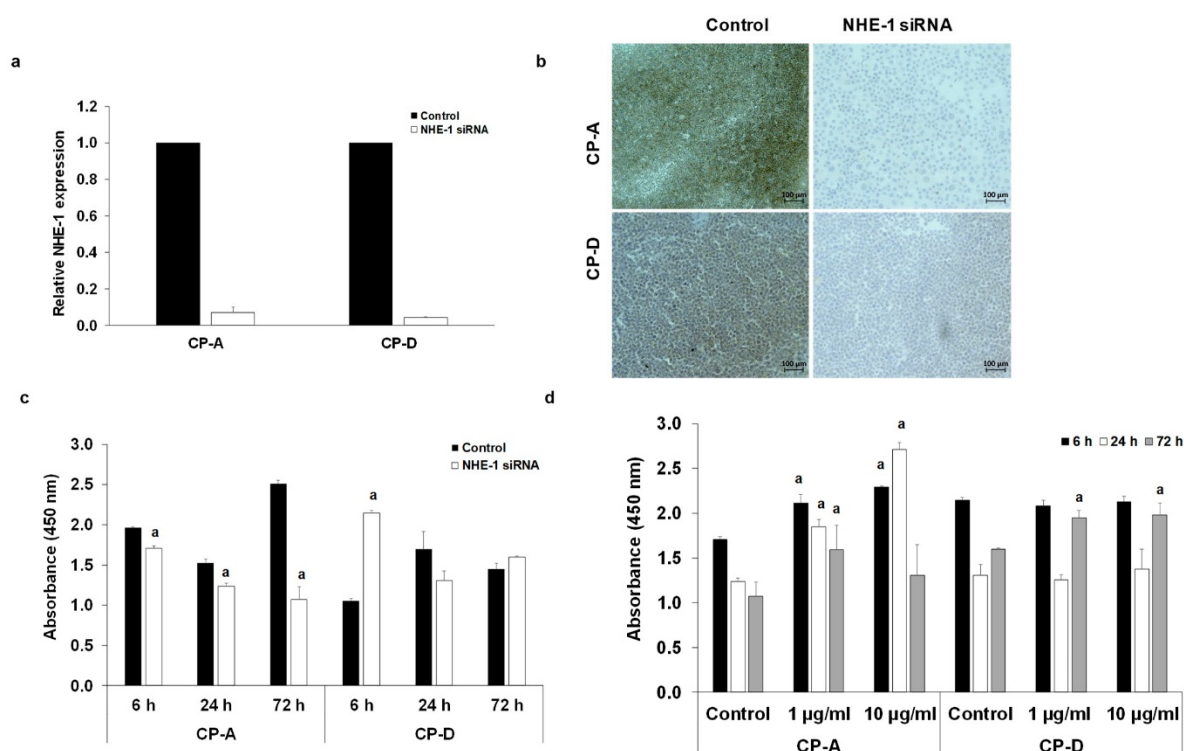 a
Relative NHE-1 expression
1.2
1.0
0.8
0.6
0.4
0.2
0.0
Control
NHE-1 siRNA
CP-A CP-D
b
Control NHE-1 siRNA
CP-A
100 µm 100 µm
CP-D
100 µm 100 µm
c
Absorbance (450 nm)
3.0
2.5
2.0
1.5
1.0
0.5
0.0
Control
NHE-1 siRNA
a a a a
6 h 24 h 72 h 6 h 24 h 72 h
CP-A CP-D
d
Absorbance (450 nm)
3.0
2.5
2.0
1.5
1.0
0.5
0.0
6 h 24 h 72 h
a a a a a a a
Control 1 µg/ml 10 µg/ml Control 1 µg/ml 10 µg/ml
CP-A CP-D